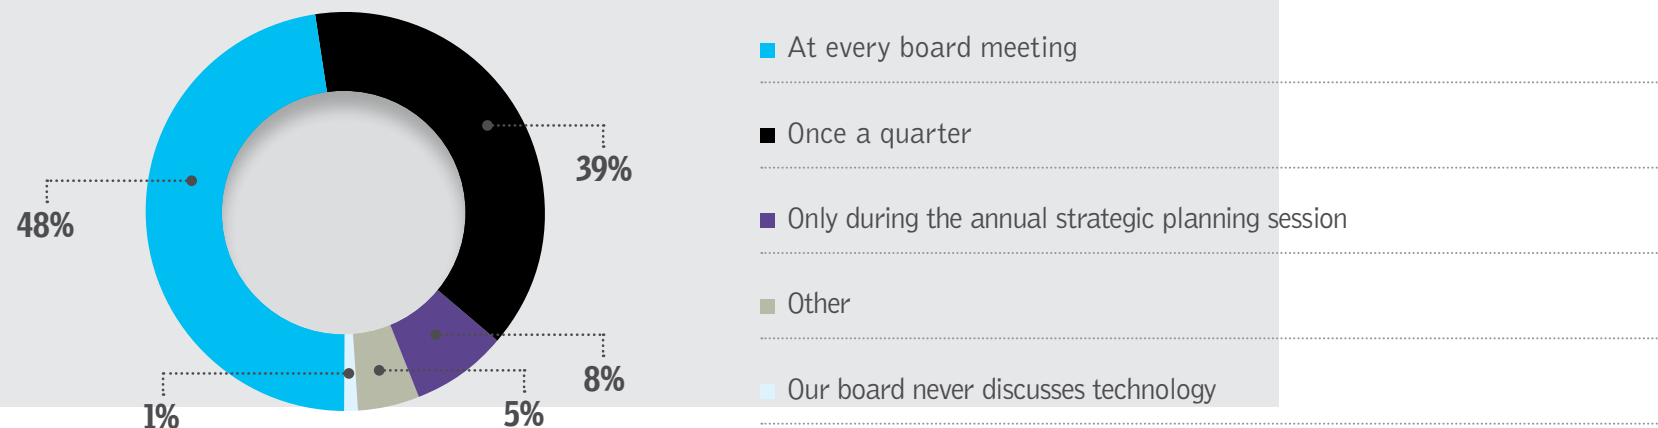 At every board meeting
Once a quarter
39%
48%
Only during the annual strategic planning session
Other
8%
Our board never discusses technology
1%
5%